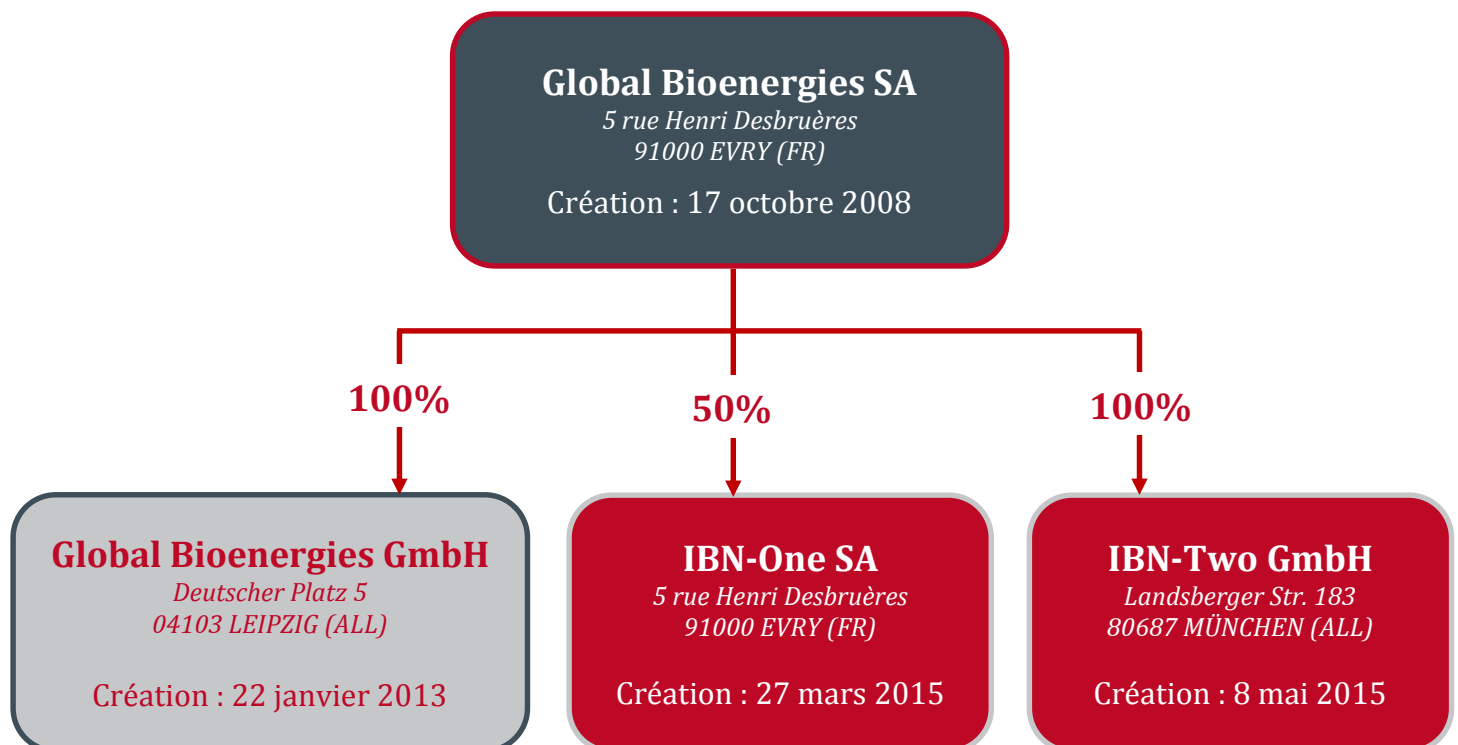 Global Bioenergies SA
5 rue Henri Desbruères
91000 EVRY (FR)
Création : 17 octobre 2008
100%
50%
100%
Global Bioenergies GmbH
Deutscher Platz 5
04103 LEIPZIG (ALL)
Création : 22 janvier 2013
IBN-One SA
5 rue Henri Desbruères
91000 EVRY (FR)
Création : 27 mars 2015
IBN-Two GmbH
Landsberger Str. 183
80687 MÜNCHEN (ALL)
Création : 8 mai 2015